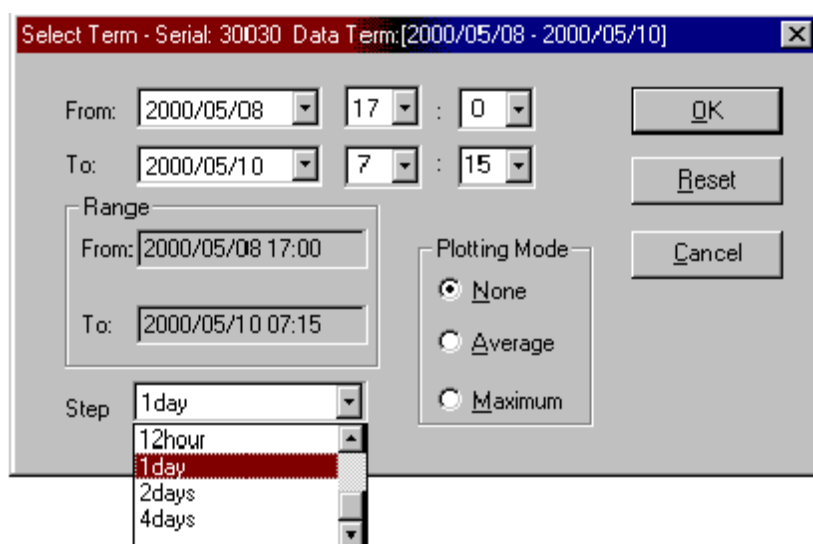 Select Term - Serial: 30030 Data Term:[2000/05/08 - 2000/05/10]
From: 2000/05/08 17 : 0
OK
To: 2000/05/10 7 : 15
Reset
Range
From: 2000/05/08 17:00
To: 2000/05/10 07:15
Plotting Mode
None
Average
Maximum
Cancel
Step 1day
12hour
1day
2days
4days